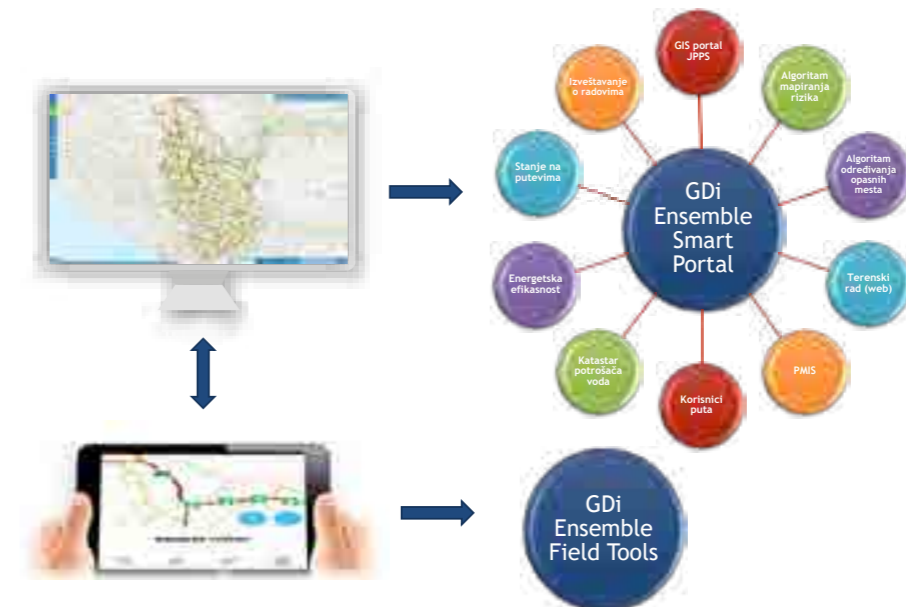 GIS portal
JPPS
Algoritam
mapiranja
rizika
Algoritam
određivanja
opasnih
mesta
Terenski
rad (web)
PMIS
Korisnici
puta
Katastar
potrošača
voda
Energetska
efikasnost
Stanje na
putevima
Izveštavanje
o radovima
GDi
Ensemble
Smart
Portal
GDi
Ensemble
Field Tools